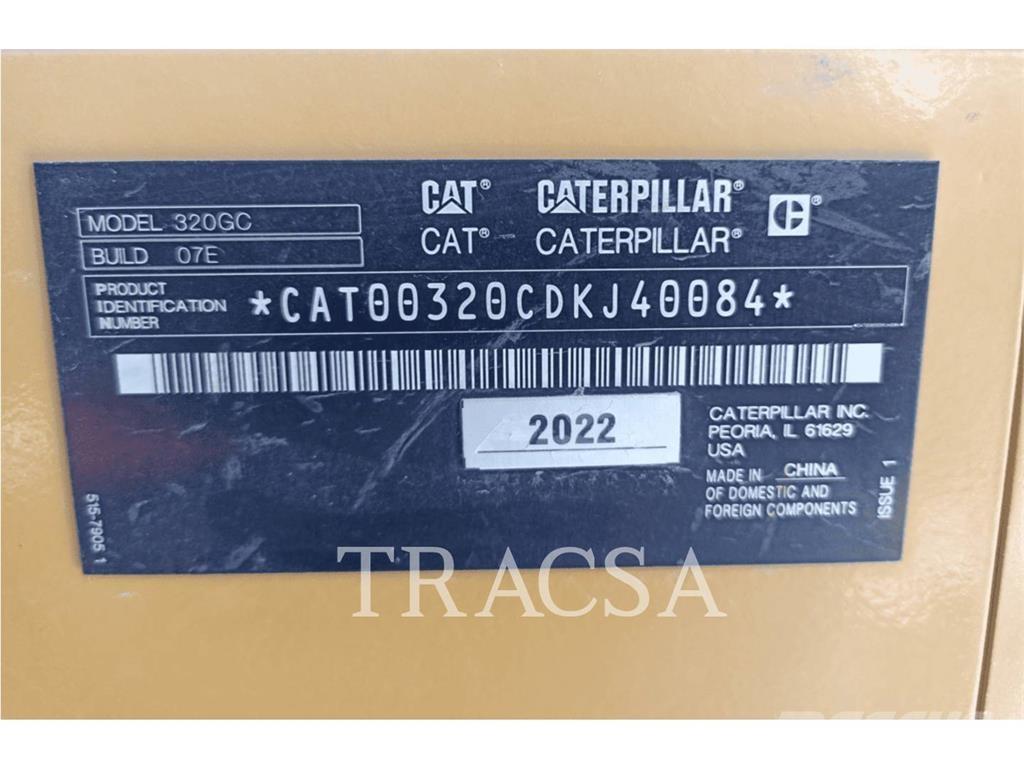 MODEL 320GC
BUILD 07E
CAT® CATERPILLAR® C®
CAT® CATERPILLAR®
PRODUCT
IDENTIFICATION
NUMBER
*CAT00320CDKJ40084*
2022
CATERPILLAR INC.
PEORIA, IL 61629
USA
MADE IN CHINA
OF DOMESTIC AND
FOREIGN COMPONENTS
ISSUE 1
515-7905 1
TRACSA